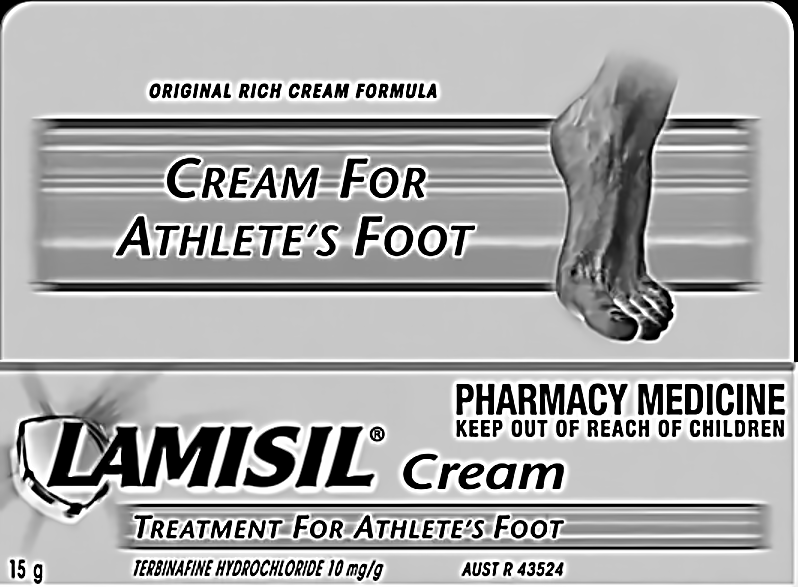 ORIGINAL RICH CREAM FORMULA
CREAM FOR
ATHLETE'S FOOT
PHARMACY MEDICINE
KEEP OUT OF REACH OF CHILDREN
LAMISIL® Cream
TREATMENT FOR ATHLETE'S FOOT
15 g TERBINAFINE HYDROCHLORIDE 10 mg/g AUST R 43524